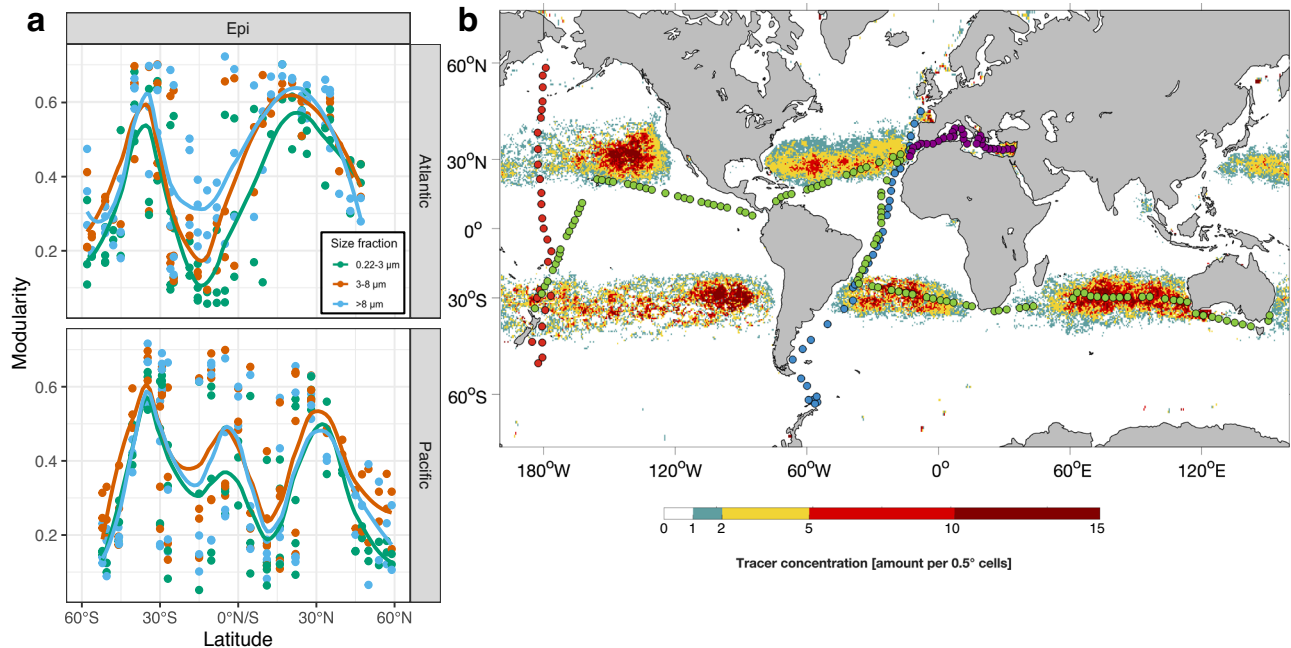 a
Epi
Atlantic
0.6
0.4
0.2
Size fraction
0.22-3 µm
3-8 µm
>8 µm
Modularity
Pacific
0.6
0.4
0.2
60°S 30°S 0°N/S 30°N 60°N
Latitude
b
60°N
30°N
0°
30°S
60°S
180°W 120°W 60°W 0° 60°E 120°E
0 1 2 5 10 15
Tracer concentration [amount per 0.5° cells]